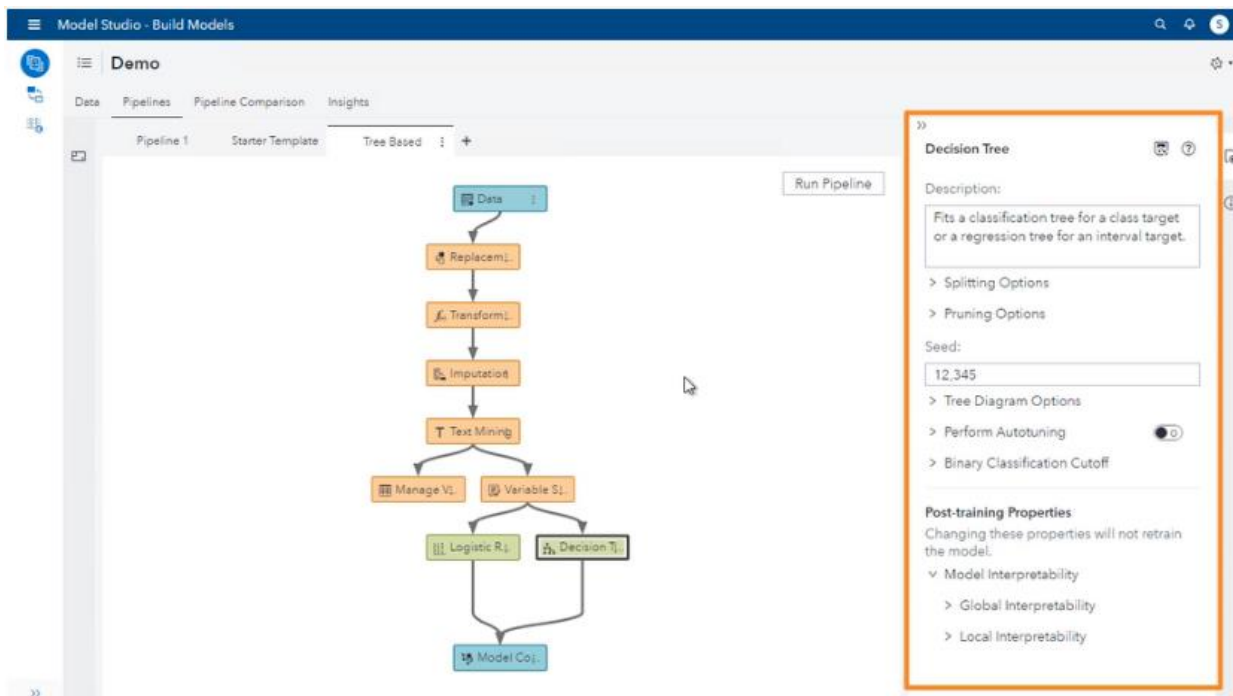 Model Studio - Build Models
S
Demo
Data Pipelines Pipeline Comparison Insights
Pipeline 1 Starter Template Tree Based
Run Pipeline
Data
Replacem...
Transform...
Imputation
Text Mining
Manage V... Variable S...
Logistic R... Decision T...
Model Co...
Decision Tree
Description:
Fits a classification tree for a class target
or a regression tree for an interval target.
> Splitting Options
> Pruning Options
Seed:
12,345
> Tree Diagram Options
> Perform Autotuning
> Binary Classification Cutoff
Post-training Properties
Changing these properties will not retrain
the model.
Model Interpretability
> Global Interpretability
> Local Interpretability